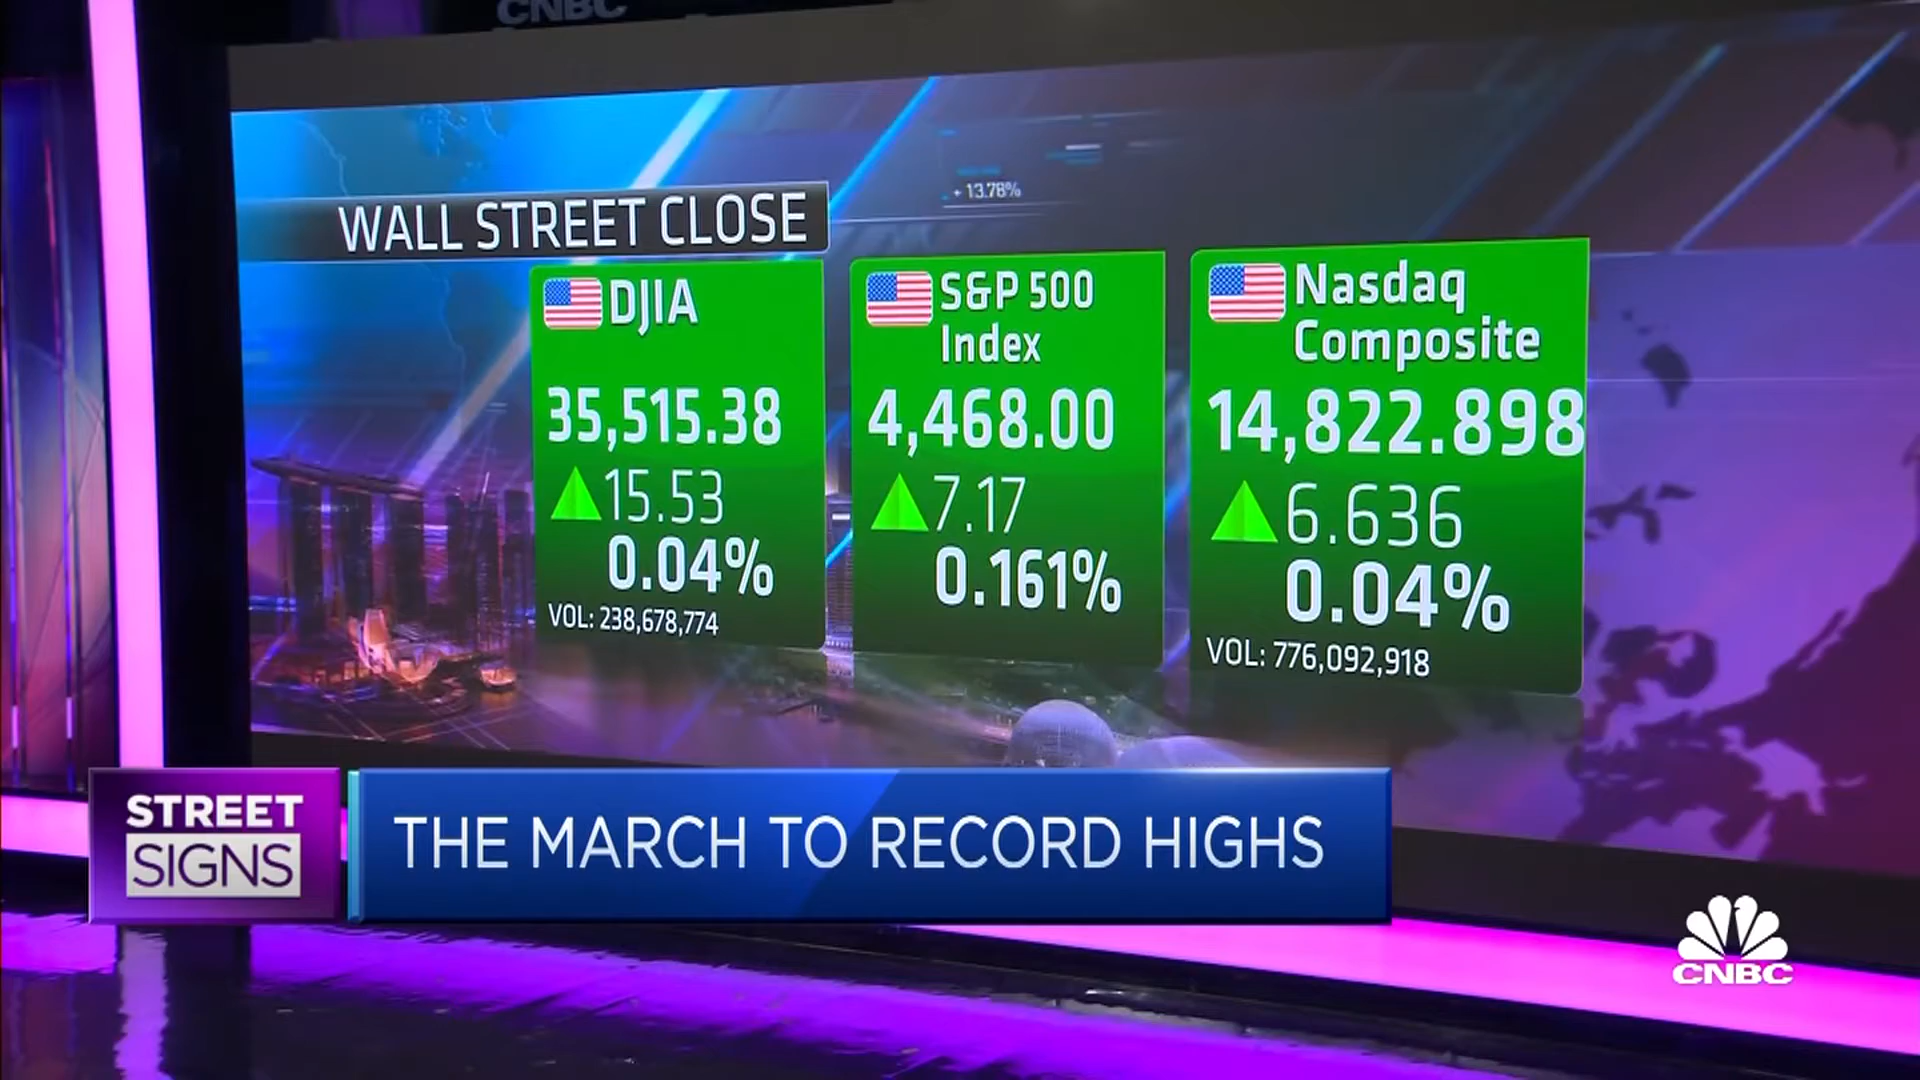 CNBC
+ 13.78%
WALL STREET CLOSE
DJIA
35,515.38
15.53
0.04%
VOL: 238,678,774
S&P 500
Index
4,468.00
7.17
0.161%
Nasdaq
Composite
14,822.898
6.636
0.04%
VOL: 776,092,918
STREET
SIGNS
THE MARCH TO RECORD HIGHS
CNBC